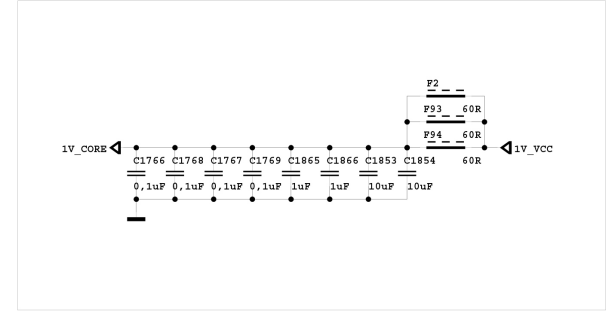 F2
F93 60R
F94 60R
1V_CORE 1V_VCC
C1766 C1768 C1767 C1769 C1865 C1866 C1853 C1854 60R
0,1uF 0,1uF 0,1uF 0,1uF 1uF 1uF 10uF 10uF